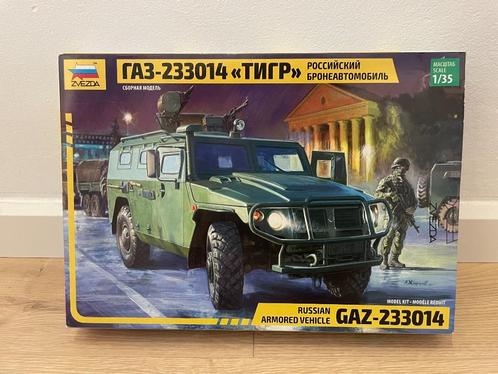 ZVEZDA
ГАЗ-233014 «ТИГР»
РОССИЙСКИЙ
БРОНЕАВТОМОБИЛЬ
СБОРНАЯ МОДЕЛЬ
МАСШТАБ
SCALE
1/35
ZVEZDA
MODEL KIT - MODÈLE RÉDUIT
RUSSIAN
ARMORED VEHICLE
GAZ-233014